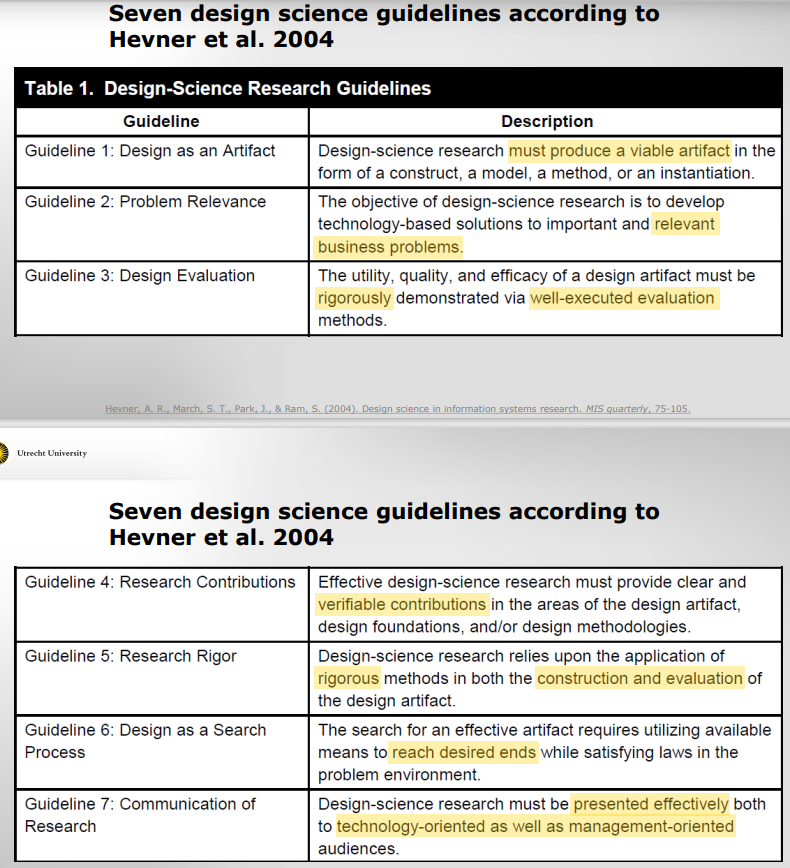 Seven design science guidelines according to
Hevner et al. 2004
Table 1. Design-Science Research Guidelines
Guideline
Description
Guideline 1: Design as an Artifact
Design-science research must produce a viable artifact in the
form of a construct, a model, a method, or an instantiation.
Guideline 2: Problem Relevance
The objective of design-science research is to develop
technology-based solutions to important and relevant
business problems.
Guideline 3: Design Evaluation
The utility, quality, and efficacy of a design artifact must be
rigorously demonstrated via well-executed evaluation
methods.
Hevner, A. R., March, S. T., Park, J., & Ram, S. (2004). Design science in information systems research. MIS quarterly, 75-105.
Utrecht University
Seven design science guidelines according to
Hevner et al. 2004
Guideline 4: Research Contributions
Effective design-science research must provide clear and
verifiable contributions in the areas of the design artifact,
design foundations, and/or design methodologies.
Guideline 5: Research Rigor
Design-science research relies upon the application of
rigorous methods in both the construction and evaluation of
the design artifact.
Guideline 6: Design as a Search
Process
The search for an effective artifact requires utilizing available
means to reach desired ends while satisfying laws in the
problem environment.
Guideline 7: Communication of
Research
Design-science research must be presented effectively both
to technology-oriented as well as management-oriented
audiences.